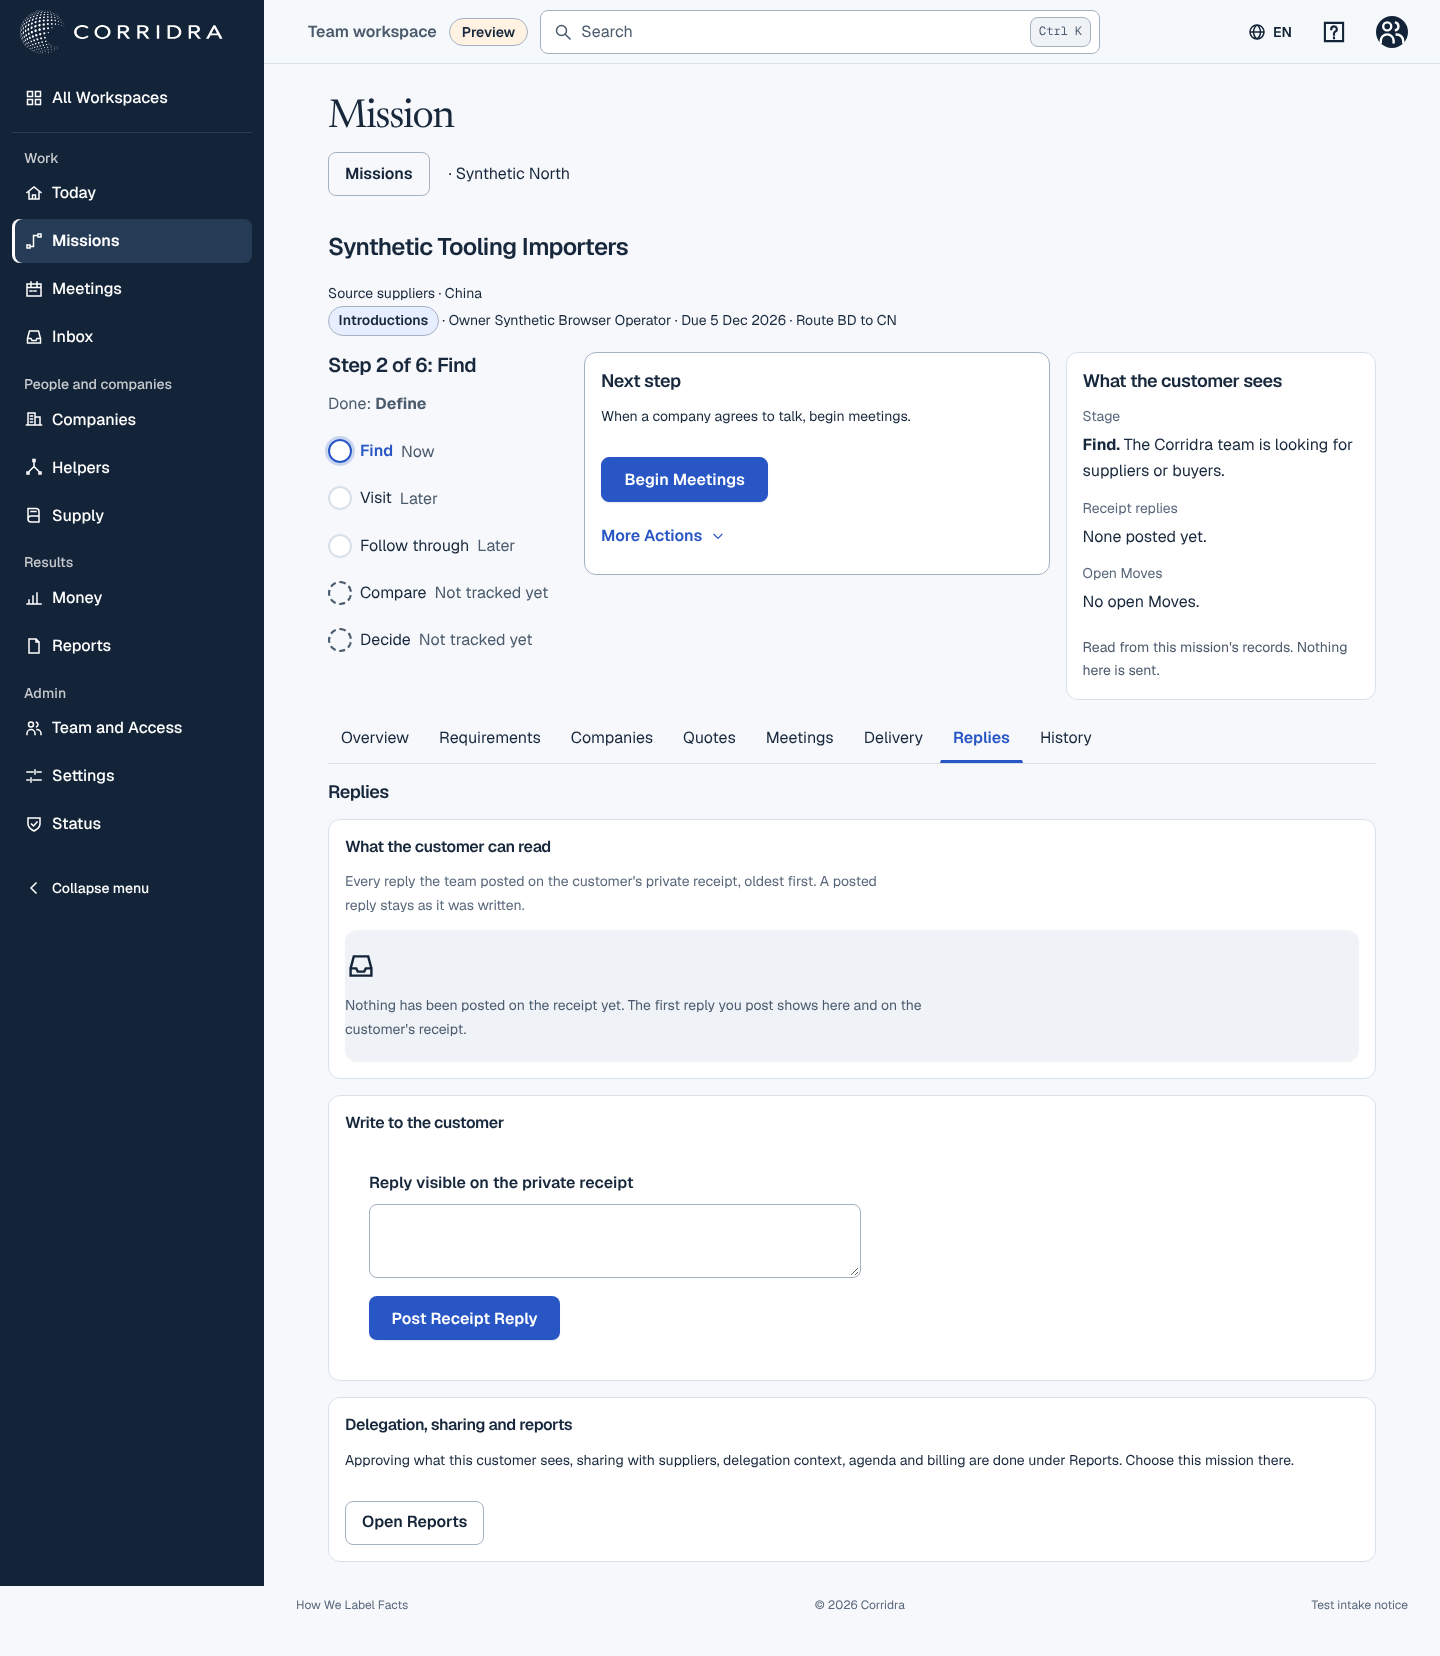 CORRIDRA
All Workspaces
Work
Today
Missions
Meetings
Inbox
People and companies
Companies
Helpers
Supply
Results
Money
Reports
Admin
Team and Access
Settings
Status
Collapse menu
Team workspace
Preview
Search
Ctrl K
EN
Mission
Missions
· Synthetic North
Synthetic Tooling Importers
Source suppliers · China
Introductions · Owner Synthetic Browser Operator · Due 5 Dec 2026 · Route BD to CN
Step 2 of 6: Find
Done: Define
Find Now
Visit Later
Follow through Later
Compare Not tracked yet
Decide Not tracked yet
Next step
When a company agrees to talk, begin meetings.
Begin Meetings
More Actions
What the customer sees
Stage
Find. The Corridra team is looking for
suppliers or buyers.
Receipt replies
None posted yet.
Open Moves
No open Moves.
Read from this mission's records. Nothing
here is sent.
Overview
Requirements
Companies
Quotes
Meetings
Delivery
Replies
History
Replies
What the customer can read
Every reply the team posted on the customer's private receipt, oldest first. A posted
reply stays as it was written.
Nothing has been posted on the receipt yet. The first reply you post shows here and on the
customer's receipt.
Write to the customer
Reply visible on the private receipt
Post Receipt Reply
Delegation, sharing and reports
Approving what this customer sees, sharing with suppliers, delegation context, agenda and billing are done under Reports. Choose this mission there.
Open Reports
How We Label Facts
© 2026 Corridra
Test intake notice